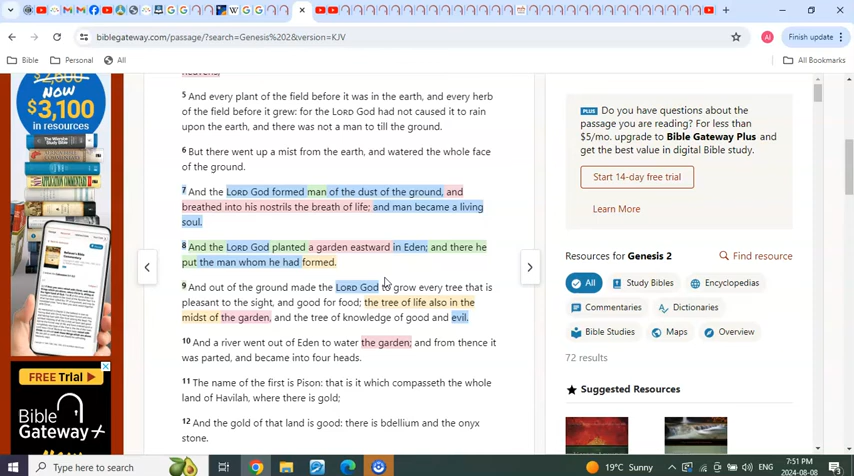 Finish update
biblegateway.com/passage/?search=Genesis%202&version=KJV
Bible
Personal
All
All Bookmarks
$2,600
NOW
$3,100
in resources
FREE Trial
Bible
Gateway+
heavens,
5 And every plant of the field before it was in the earth, and every herb
of the field before it grew: for the LORD God had not caused it to rain
upon the earth, and there was not a man to till the ground.
6 But there went up a mist from the earth, and watered the whole face
of the ground.
7 And the LORD God formed man of the dust of the ground, and
breathed into his nostrils the breath of life; and man became a living
soul.
8 And the LORD God planted a garden eastward in Eden; and there he
put the man whom he had formed.
9 And out of the ground made the LORD God to grow every tree that is
pleasant to the sight, and good for food; the tree of life also in the
midst of the garden, and the tree of knowledge of good and evil.
10 And a river went out of Eden to water the garden; and from thence it
was parted, and became into four heads.
11 The name of the first is Pison: that is it which compasseth the whole
land of Havilah, where there is gold;
12 And the gold of that land is good: there is bdellium and the onyx
stone.
PLUS Do you have questions about the
passage you are reading? For less than
$5/mo. upgrade to Bible Gateway Plus and
get the best value in digital Bible study.
Start 14-day free trial
Learn More
Resources for Genesis 2
Find resource
All
Study Bibles
Encyclopedias
Commentaries
Dictionaries
Bible Studies
Maps
Overview
72 results
Suggested Resources
Type here to search
19°C Sunny
ENG
7:51 PM
2024-08-08